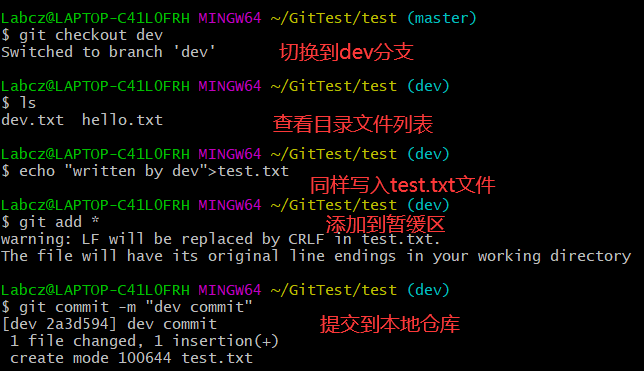 Labcz@LAPTOP-C41L0FRH MINGW64 ~/GitTest/test (master)
$ git checkout dev
Switched to branch 'dev' 切换到dev分支
Labcz@LAPTOP-C41L0FRH MINGW64 ~/GitTest/test (dev)
$ ls
dev.txt hello.txt 查看目录文件列表
Labcz@LAPTOP-C41L0FRH MINGW64 ~/GitTest/test (dev)
$ echo "written by dev">test.txt 同样写入test.txt文件
Labcz@LAPTOP-C41L0FRH MINGW64 ~/GitTest/test (dev)
$ git add * 添加到暂缓区
warning: LF will be replaced by CRLF in test.txt.
The file will have its original line endings in your working directory
Labcz@LAPTOP-C41L0FRH MINGW64 ~/GitTest/test (dev)
$ git commit -m "dev commit"
[dev 2a3d594] dev commit 提交到本地仓库
1 file changed, 1 insertion(+)
create mode 100644 test.txt